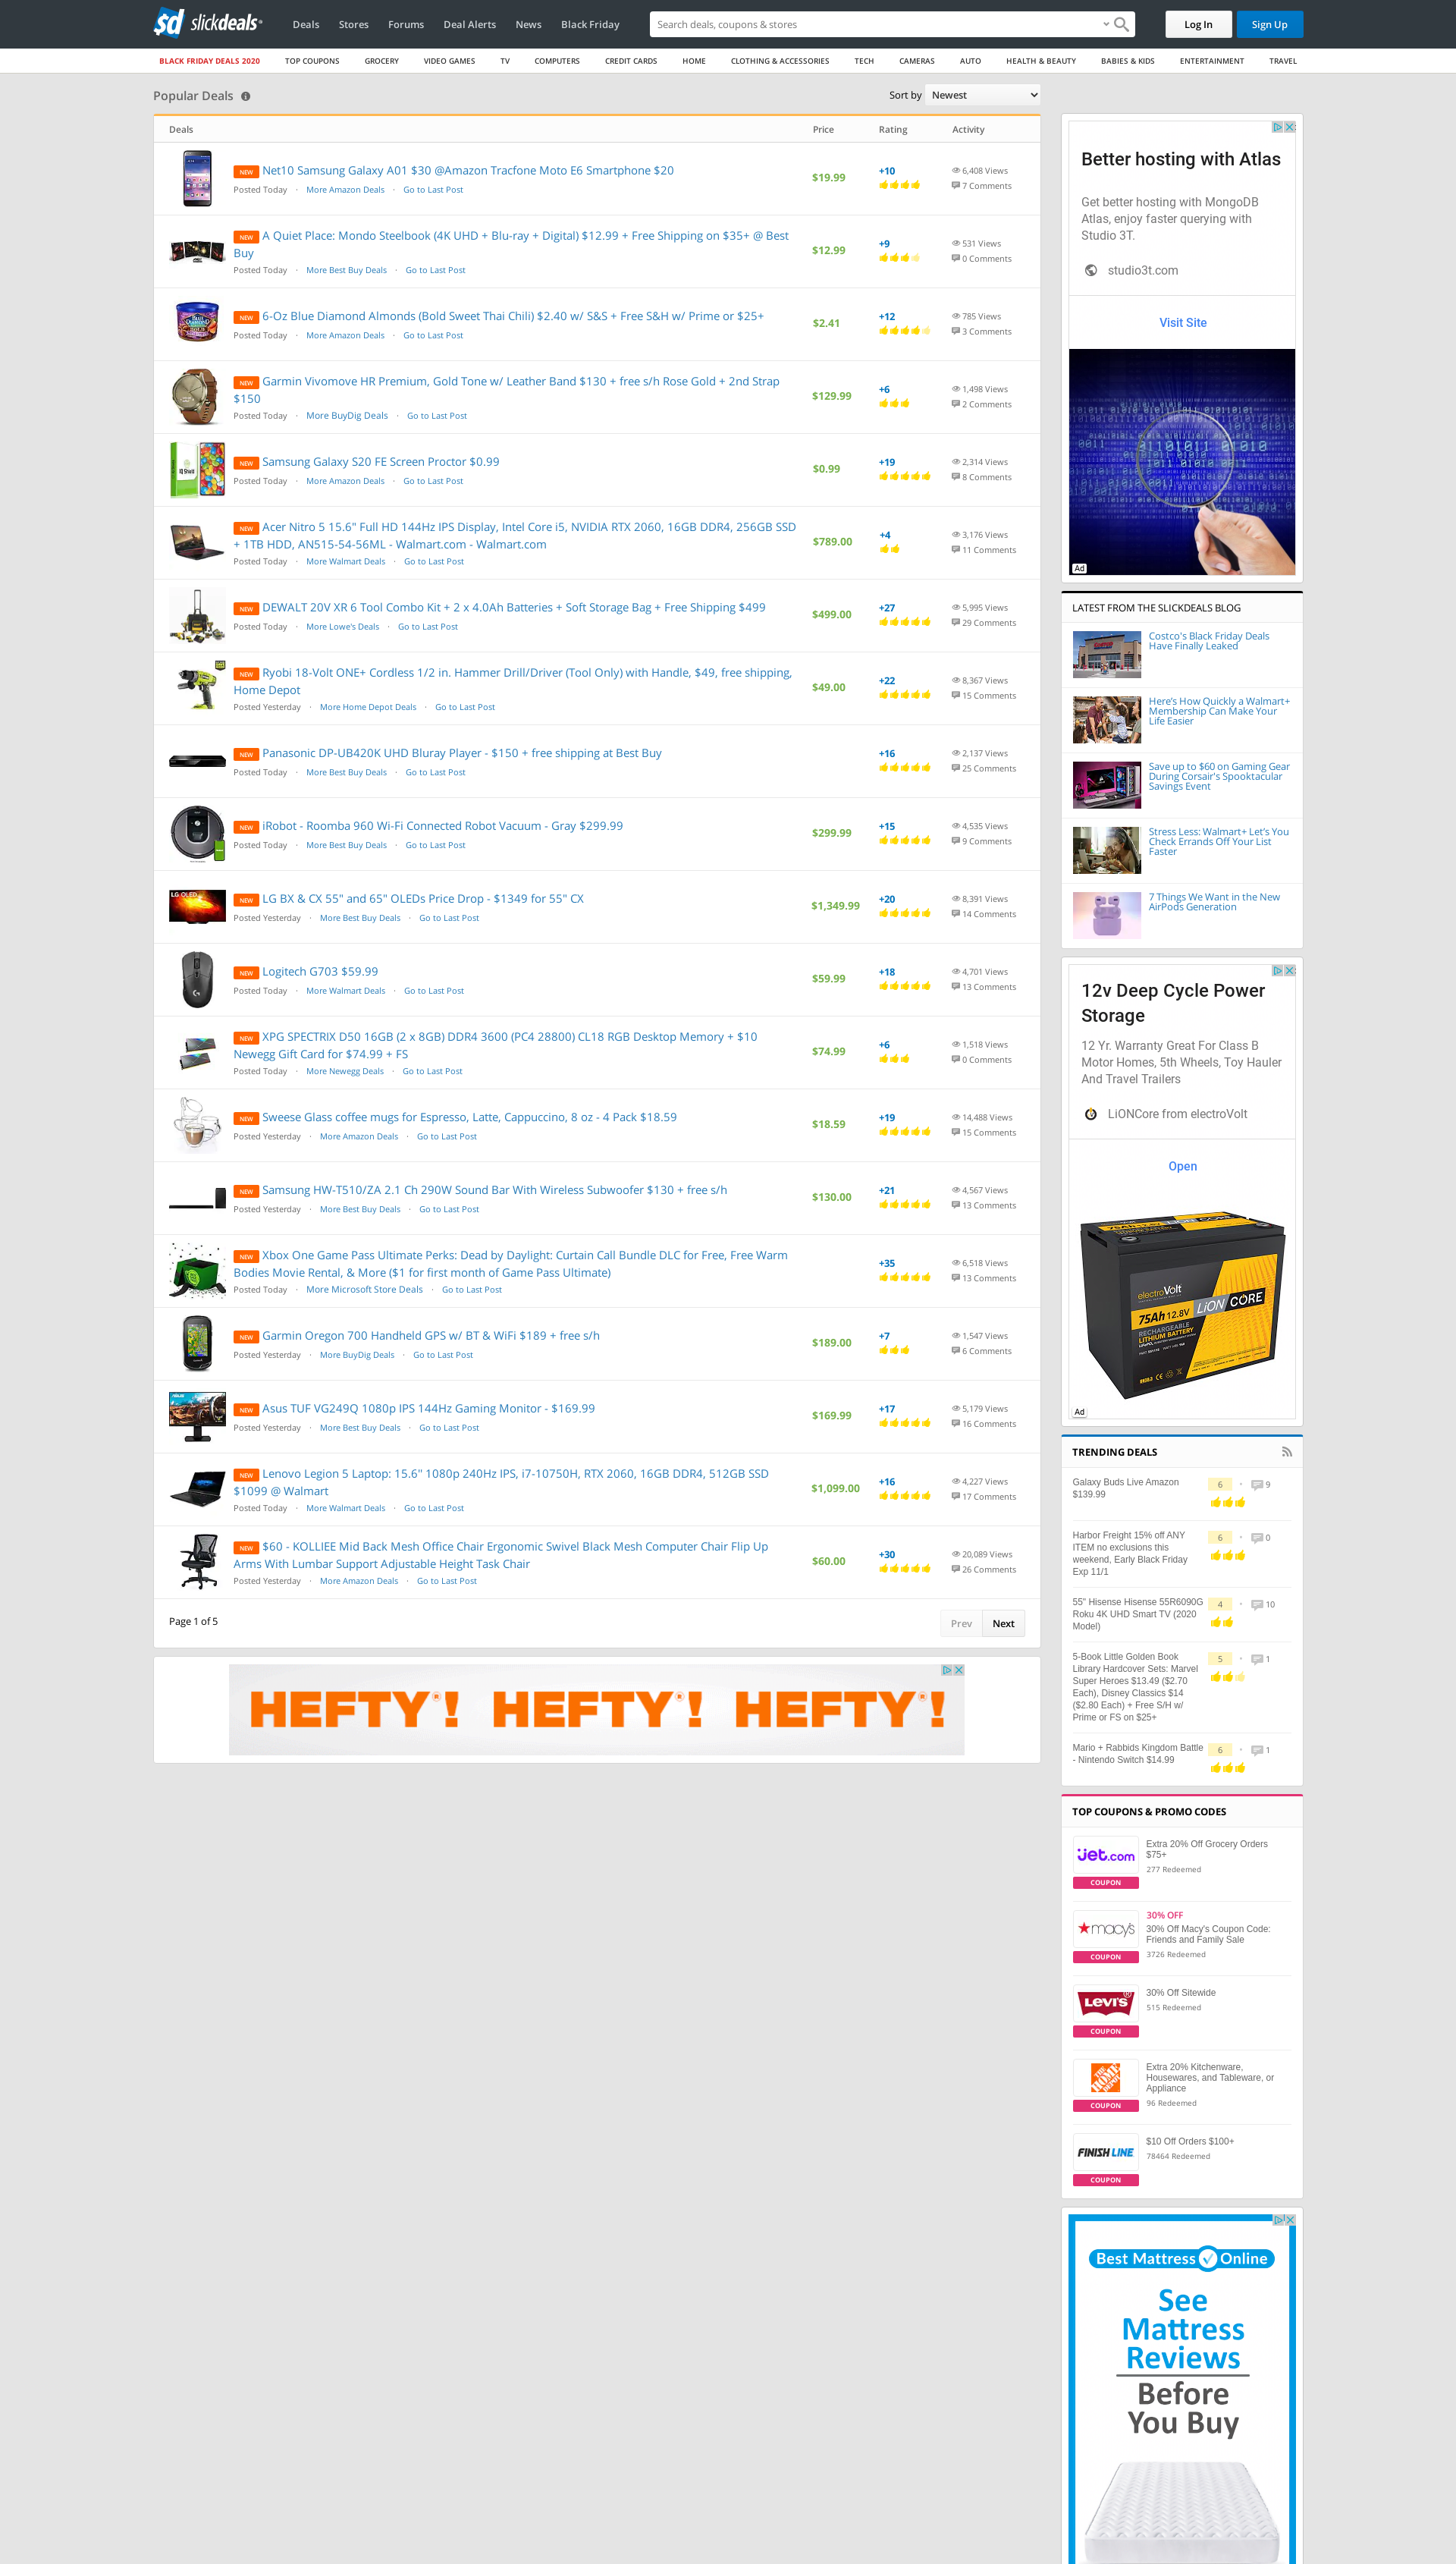 sd slickdeals
Deals Stores Forums Deal Alerts News Black Friday
Search deals, coupons & stores
Log In
Sign Up
BLACK FRIDAY DEALS 2020 TOP COUPONS GROCERY VIDEO GAMES TV COMPUTERS CREDIT CARDS HOME CLOTHING & ACCESSORIES TECH CAMERAS AUTO HEALTH & BEAUTY BABIES & KIDS ENTERTAINMENT TRAVEL
Popular Deals
Sort by Newest
Deals Price Rating Activity
NEW Net10 Samsung Galaxy A01 $30 @Amazon Tracfone Moto E6 Smartphone $20
Posted Today · More Amazon Deals · Go to Last Post
$19.99
+10
6,408 Views
7 Comments
NEW A Quiet Place: Mondo Steelbook (4K UHD + Blu-ray + Digital) $12.99 + Free Shipping on $35+ @ Best
Buy
Posted Today · More Best Buy Deals · Go to Last Post
$12.99
+9
531 Views
0 Comments
NEW 6-Oz Blue Diamond Almonds (Bold Sweet Thai Chili) $2.40 w/ S&S + Free S&H w/ Prime or $25+
Posted Today · More Amazon Deals · Go to Last Post
$2.41
+12
785 Views
3 Comments
NEW Garmin Vivomove HR Premium, Gold Tone w/ Leather Band $130 + free s/h Rose Gold + 2nd Strap
$150
Posted Today · More BuyDig Deals · Go to Last Post
$129.99
+6
1,498 Views
2 Comments
NEW Samsung Galaxy S20 FE Screen Proctor $0.99
Posted Today · More Amazon Deals · Go to Last Post
$0.99
+19
2,314 Views
8 Comments
NEW Acer Nitro 5 15.6" Full HD 144Hz IPS Display, Intel Core i5, NVIDIA RTX 2060, 16GB DDR4, 256GB SSD
+ 1TB HDD, AN515-54-56ML - Walmart.com - Walmart.com
Posted Today · More Walmart Deals · Go to Last Post
$789.00
+4
3,176 Views
11 Comments
NEW DEWALT 20V XR 6 Tool Combo Kit + 2 x 4.0Ah Batteries + Soft Storage Bag + Free Shipping $499
Posted Today · More Lowe's Deals · Go to Last Post
$499.00
+27
5,995 Views
29 Comments
NEW Ryobi 18-Volt ONE+ Cordless 1/2 in. Hammer Drill/Driver (Tool Only) with Handle, $49, free shipping,
Home Depot
Posted Yesterday · More Home Depot Deals · Go to Last Post
$49.00
+22
8,367 Views
15 Comments
NEW Panasonic DP-UB420K UHD Bluray Player - $150 + free shipping at Best Buy
Posted Today · More Best Buy Deals · Go to Last Post
+16
2,137 Views
25 Comments
NEW iRobot - Roomba 960 Wi-Fi Connected Robot Vacuum - Gray $299.99
Posted Today · More Best Buy Deals · Go to Last Post
$299.99
+15
4,535 Views
9 Comments
LG OLED
NEW LG BX & CX 55" and 65" OLEDs Price Drop - $1349 for 55" CX
Posted Yesterday · More Best Buy Deals · Go to Last Post
$1,349.99
+20
8,391 Views
14 Comments
NEW Logitech G703 $59.99
Posted Today · More Walmart Deals · Go to Last Post
$59.99
+18
4,701 Views
13 Comments
NEW XPG SPECTRIX D50 16GB (2 x 8GB) DDR4 3600 (PC4 28800) CL18 RGB Desktop Memory + $10
Newegg Gift Card for $74.99 + FS
Posted Today · More Newegg Deals · Go to Last Post
$74.99
+6
1,518 Views
0 Comments
NEW Sweese Glass coffee mugs for Espresso, Latte, Cappuccino, 8 oz - 4 Pack $18.59
Posted Yesterday · More Amazon Deals · Go to Last Post
$18.59
+19
14,488 Views
15 Comments
NEW Samsung HW-T510/ZA 2.1 Ch 290W Sound Bar With Wireless Subwoofer $130 + free s/h
Posted Yesterday · More Best Buy Deals · Go to Last Post
$130.00
+21
4,567 Views
13 Comments
NEW Xbox One Game Pass Ultimate Perks: Dead by Daylight: Curtain Call Bundle DLC for Free, Free Warm
Bodies Movie Rental, & More ($1 for first month of Game Pass Ultimate)
Posted Today · More Microsoft Store Deals · Go to Last Post
+35
6,518 Views
13 Comments
NEW Garmin Oregon 700 Handheld GPS w/ BT & WiFi $189 + free s/h
Posted Yesterday · More BuyDig Deals · Go to Last Post
$189.00
+7
1,547 Views
6 Comments
NEW Asus TUF VG249Q 1080p IPS 144Hz Gaming Monitor - $169.99
Posted Yesterday · More Best Buy Deals · Go to Last Post
$169.99
+17
5,179 Views
16 Comments
NEW Lenovo Legion 5 Laptop: 15.6" 1080p 240Hz IPS, i7-10750H, RTX 2060, 16GB DDR4, 512GB SSD
$1099 @ Walmart
Posted Today · More Walmart Deals · Go to Last Post
$1,099.00
+16
4,227 Views
17 Comments
NEW $60 - KOLLIEE Mid Back Mesh Office Chair Ergonomic Swivel Black Mesh Computer Chair Flip Up
Arms With Lumbar Support Adjustable Height Task Chair
Posted Yesterday · More Amazon Deals · Go to Last Post
$60.00
+30
20,089 Views
26 Comments
Page 1 of 5
Prev Next
HEFTY! HEFTY! HEFTY!
Better hosting with Atlas
Get better hosting with MongoDB
Atlas, enjoy faster querying with
Studio 3T.
studio3t.com
Visit Site
Ad
LATEST FROM THE SLICKDEALS BLOG
Costco's Black Friday Deals
Have Finally Leaked
Here's How Quickly a Walmart+
Membership Can Make Your
Life Easier
Save up to $60 on Gaming Gear
During Corsair's Spooktacular
Savings Event
Stress Less: Walmart+ Let's You
Check Errands Off Your List
Faster
7 Things We Want in the New
AirPods Generation
12v Deep Cycle Power
Storage
12 Yr. Warranty Great For Class B
Motor Homes, 5th Wheels, Toy Hauler
And Travel Trailers
LiONCore from electroVolt
Open
electroVolt
75Ah 12.8V LiON CORE
RECHARGEABLE
LITHIUM BATTERY
Ad
TRENDING DEALS
Galaxy Buds Live Amazon
$139.99
6 · 9
Harbor Freight 15% off ANY
ITEM no exclusions this
weekend, Early Black Friday
Exp 11/1
6 · 0
55" Hisense Hisense 55R6090G
Roku 4K UHD Smart TV (2020
Model)
4 · 10
5-Book Little Golden Book
Library Hardcover Sets: Marvel
Super Heroes $13.49 ($2.70
Each), Disney Classics $14
($2.80 Each) + Free S/H w/
Prime or FS on $25+
5 · 1
Mario + Rabbids Kingdom Battle
- Nintendo Switch $14.99
6 · 1
TOP COUPONS & PROMO CODES
jet.com
COUPON
Extra 20% Off Grocery Orders
$75+
277 Redeemed
macy's
COUPON
30% OFF
30% Off Macy's Coupon Code:
Friends and Family Sale
3726 Redeemed
LEVI'S
COUPON
30% Off Sitewide
515 Redeemed
THE HOME DEPOT
COUPON
Extra 20% Kitchenware,
Housewares, and Tableware, or
Appliance
96 Redeemed
FINISH LINE
COUPON
$10 Off Orders $100+
78464 Redeemed
Best Mattress Online
See
Mattress
Reviews
Before
You Buy